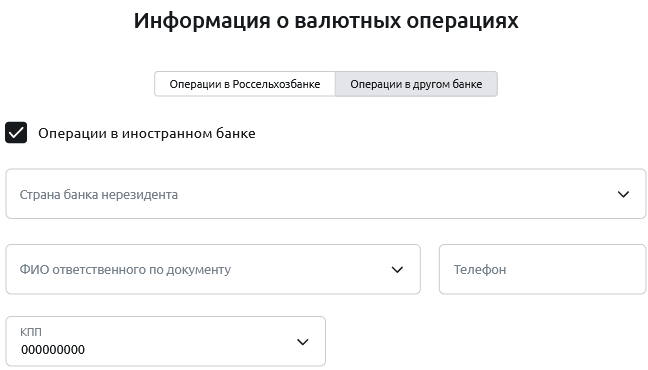 Информация о валютных операциях
Операции в Россельхозбанке
Операции в другом банке
Операции в иностранном банке
Страна банка нерезидента
ФИО ответственного по документу
Телефон
КПП
000000000